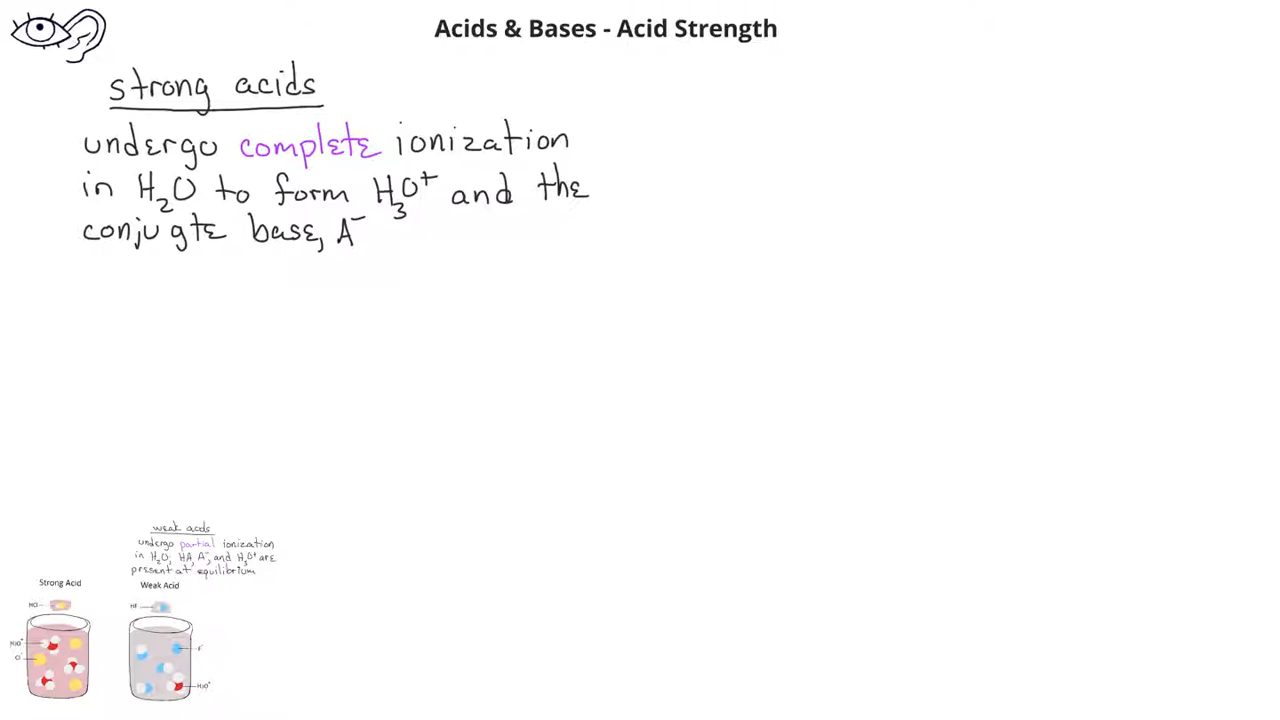 Acids & Bases - Acid Strength
strong acids
undergo complete ionization
in H₂O to form H₃O⁺ and the
conjugte base, A⁻
weak acids
undergo partial ionization
in H₂O; HA, A⁻, and H₃O⁺ are
present at equilibrium
Strong Acid
Weak Acid
HCl
HF
H₃O⁺
Cl⁻
F⁻
H₃O⁺